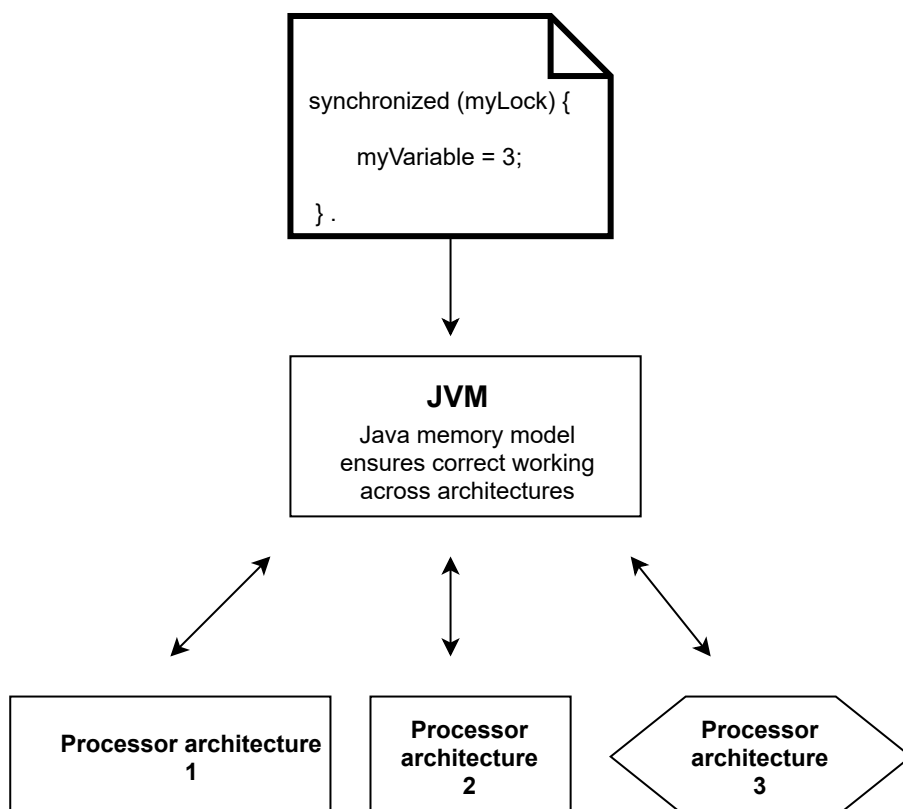 synchronized (myLock) {
myVariable = 3;
} .
JVM
Java memory model
ensures correct working
across architectures
Processor architecture
1
Processor
architecture
2
Processor
architecture
3